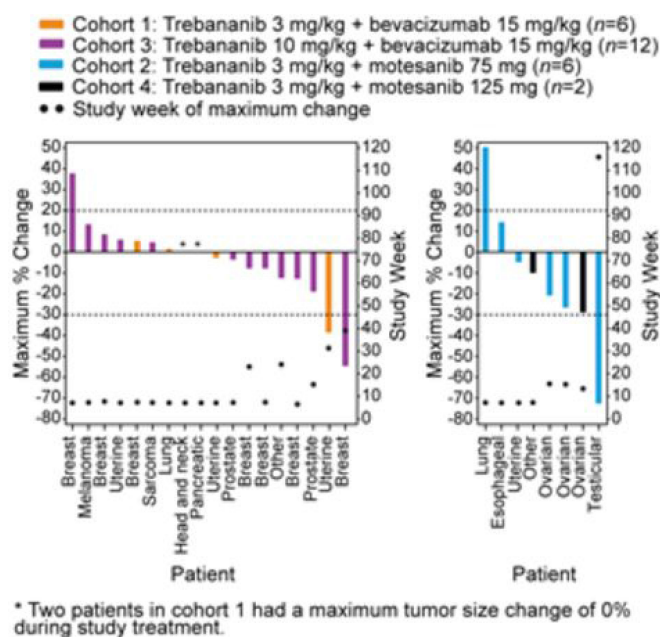 Cohort 1: Trebananib 3 mg/kg + bevacizumab 15 mg/kg (n=6)
Cohort 3: Trebananib 10 mg/kg + bevacizumab 15 mg/kg (n=12)
Cohort 2: Trebananib 3 mg/kg + motesanib 75 mg (n=6)
Cohort 4: Trebananib 3 mg/kg + motesanib 125 mg (n=2)
• • Study week of maximum change
Maximum % Change
50
40
30
20
10
0
-10
-20
-30
-40
-50
-60
-70
-80
* *
120
110
100
90
80
70
60
50
40
30
20
10
0
Study Week
Breast
Melanoma
Breast
Uterine
Breast
Sarcoma
Lung
Head and neck
Pancreatic
Uterine
Prostate
Breast
Breast
Other
Breast
Prostate
Uterine
Breast
Patient
Maximum % Change
50
40
30
20
10
0
-10
-20
-30
-40
-50
-60
-70
-80
120
110
100
90
80
70
60
50
40
30
20
10
0
Study Week
Lung
Esophageal
Uterine
Other
Ovarian
Ovarian
Ovarian
Testicular
Patient
* Two patients in cohort 1 had a maximum tumor size change of 0%
during study treatment.